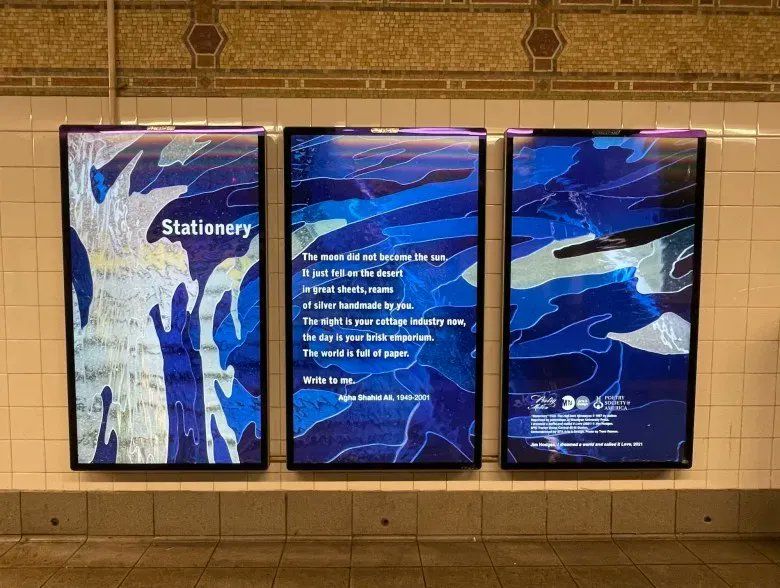 Stationery
The moon did not become the sun.
It just fell on the desert
in great sheets, reams
of silver handmade by you.
The night is your cottage industry now,
the day is your brisk emporium.
The world is full of paper.
Write to me.
Agha Shahid Ali, 1949-2001
Poetry
MTA
POETRY
SOCIETY of
AMERICA
Jim Hodges, I dreamed a world and called it Love, 2021